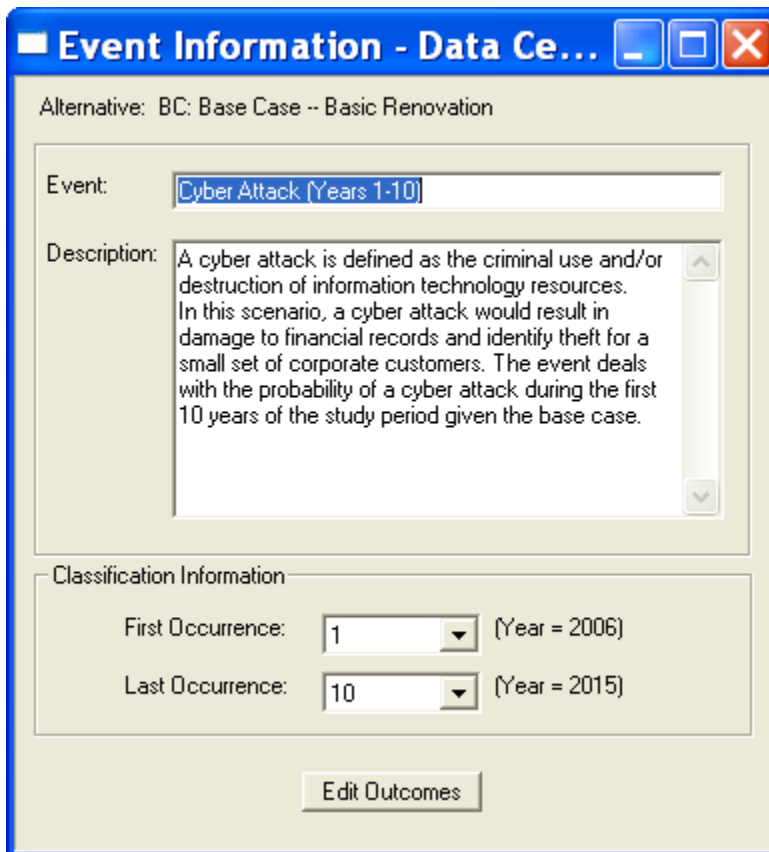 Event Information - Data Ce...
Alternative: BC: Base Case -- Basic Renovation
Event: Cyber Attack (Years 1-10)
Description: A cyber attack is defined as the criminal use and/or
destruction of information technology resources.
In this scenario, a cyber attack would result in
damage to financial records and identify theft for a
small set of corporate customers. The event deals
with the probability of a cyber attack during the first
10 years of the study period given the base case.
Classification Information
First Occurrence: 1 (Year = 2006)
Last Occurrence: 10 (Year = 2015)
Edit Outcomes